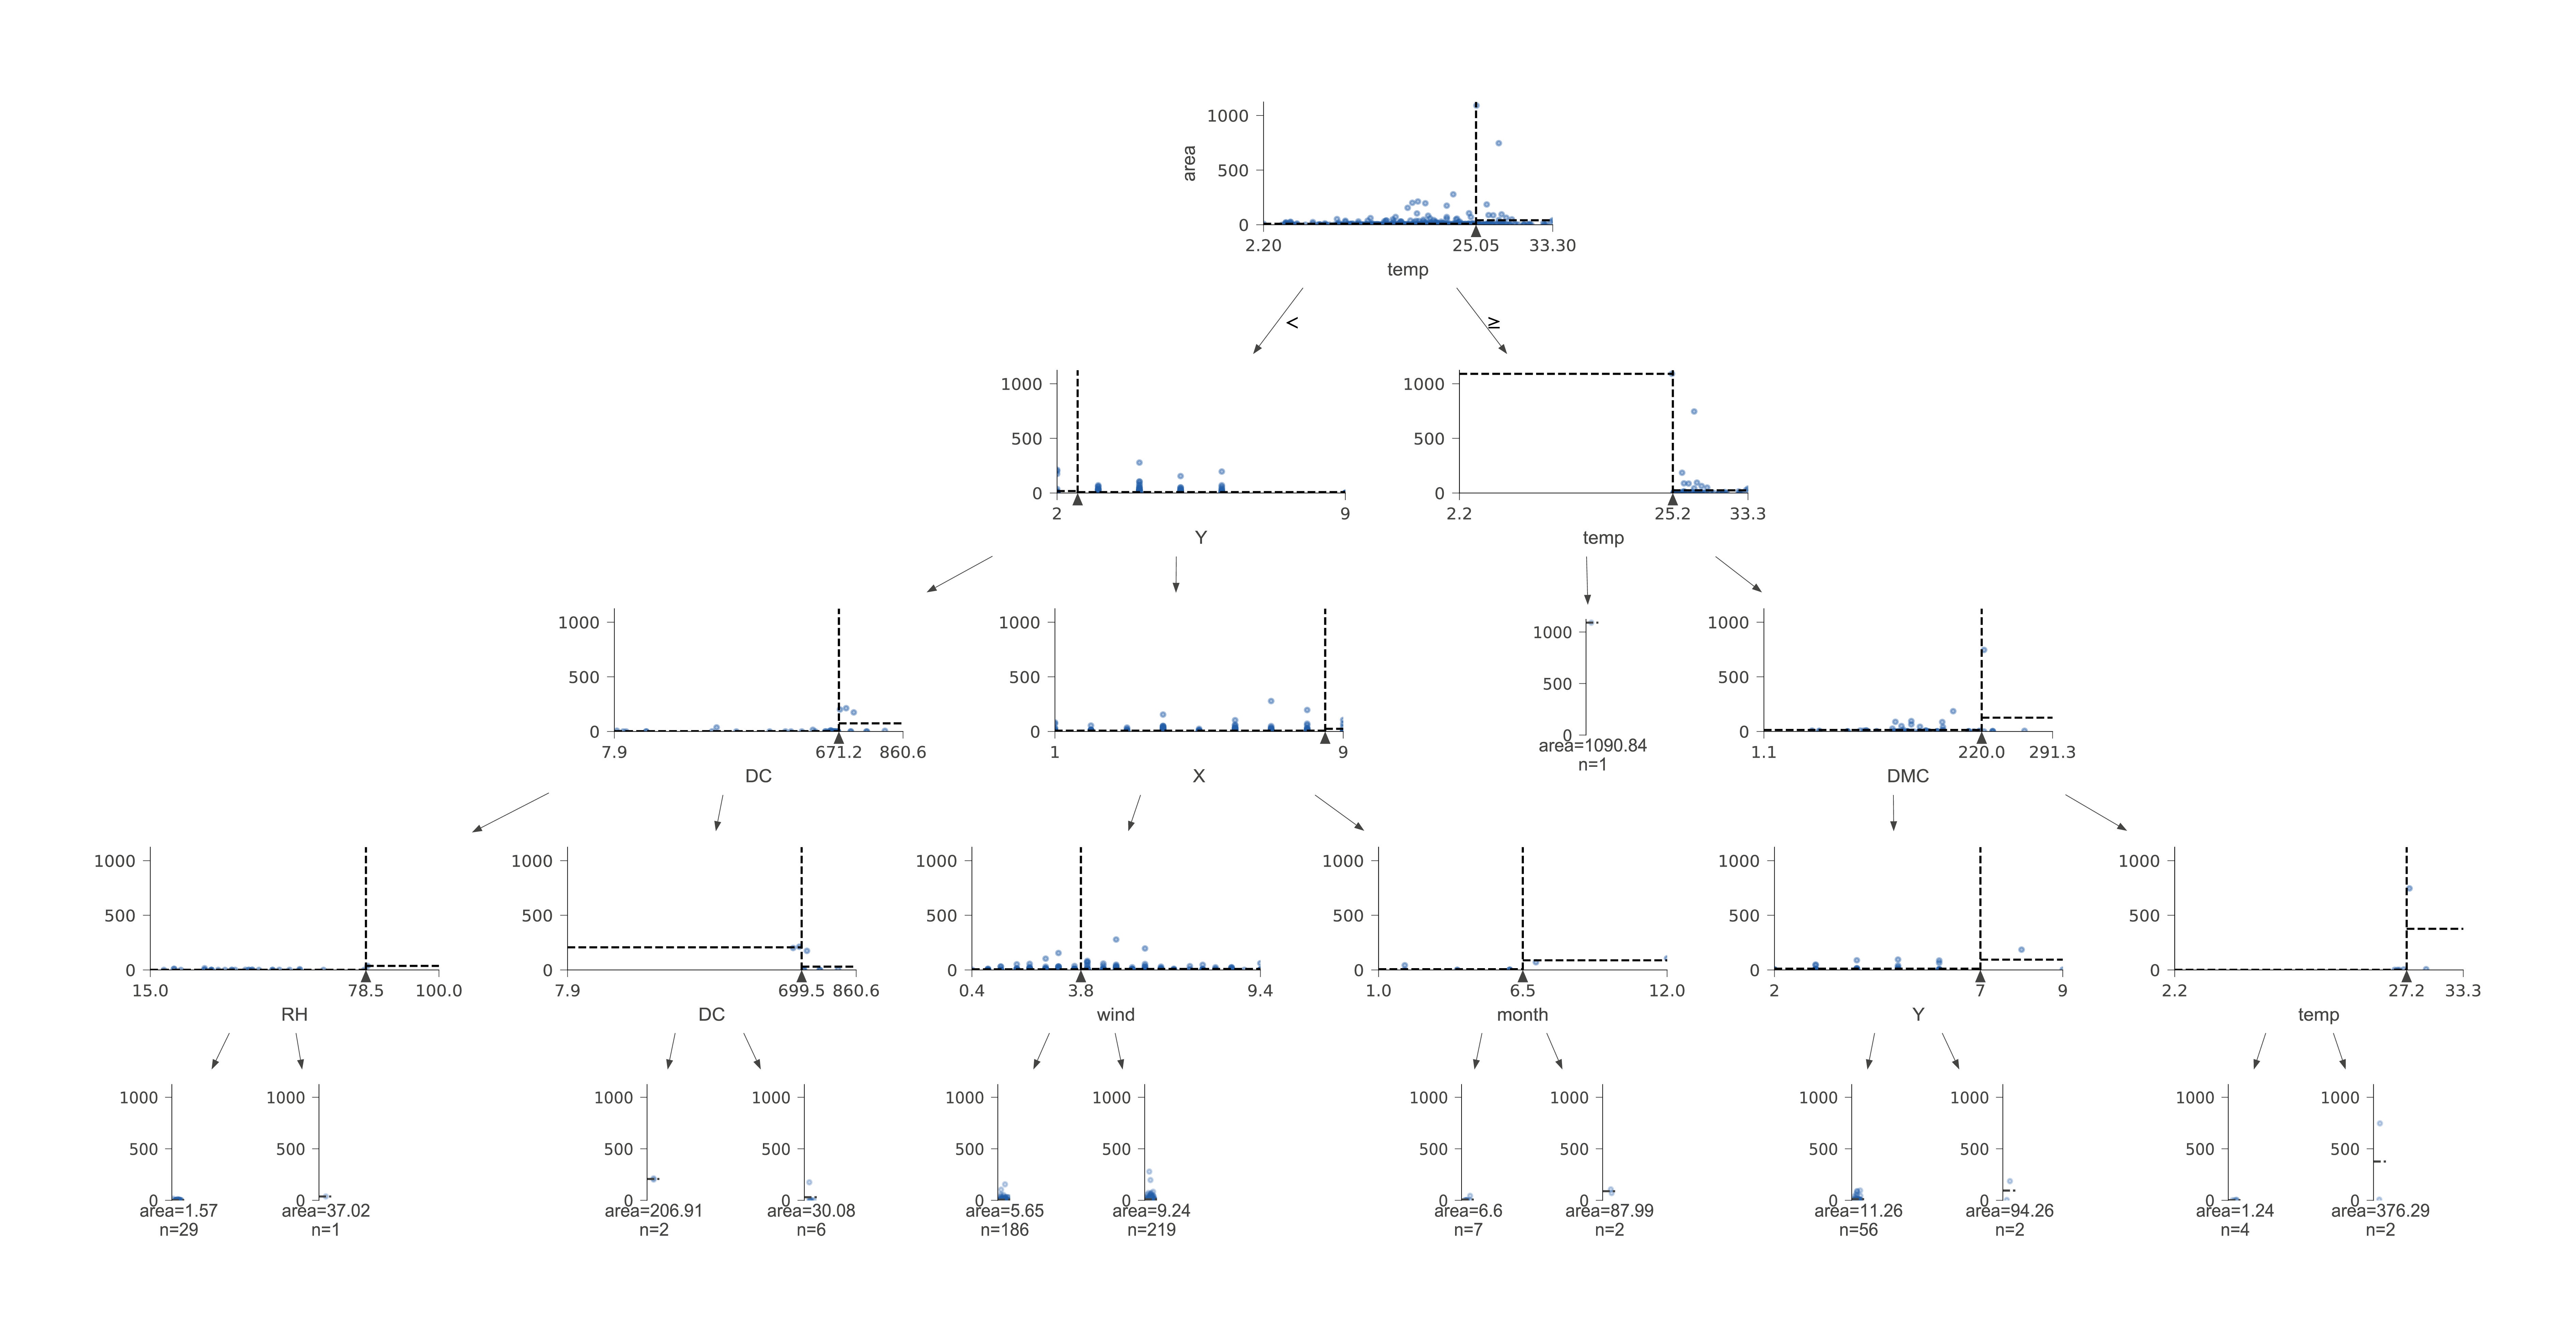 1000
area
500
0
2.20 25.05 33.30
temp
< ≥
1000 1000
500 500
0 0
2 9 2.2 25.2 33.3
Y temp
1000 1000 1000 1000
500 500 500 500
0 0 0 0
7.9 671.2 860.6 1 9 area=1090.84 1.1 220.0 291.3
DC X n=1 DMC
1000 1000 1000 1000 1000 1000
500 500 500 500 500 500
0 0 0 0 0 0
15.0 78.5 100.0 7.9 699.5 860.6 0.4 3.8 9.4 1.0 6.5 12.0 2 7 9 2.2 27.2 33.3
RH DC wind month Y temp
1000 1000 1000 1000 1000 1000 1000 1000 1000 1000 1000 1000
500 500 500 500 500 500 500 500 500 500 500 500
0 0 0 0 0 0 0 0 0 0 0 0
area=1.57 area=37.02 area=206.91 area=30.08 area=5.65 area=9.24 area=6.6 area=87.99 area=11.26 area=94.26 area=1.24 area=376.29
n=29 n=1 n=2 n=6 n=186 n=219 n=7 n=2 n=56 n=2 n=4 n=2